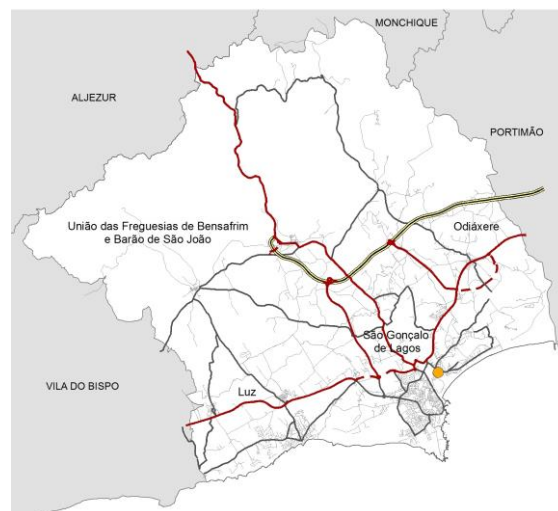 MONCHIQUE
ALJEZUR
PORTIMÃO
União das Freguesias de Bensafrim
e Barão de São João
Odiáxere
São Gonçalo
de Lagos
VILA DO BISPO
Luz